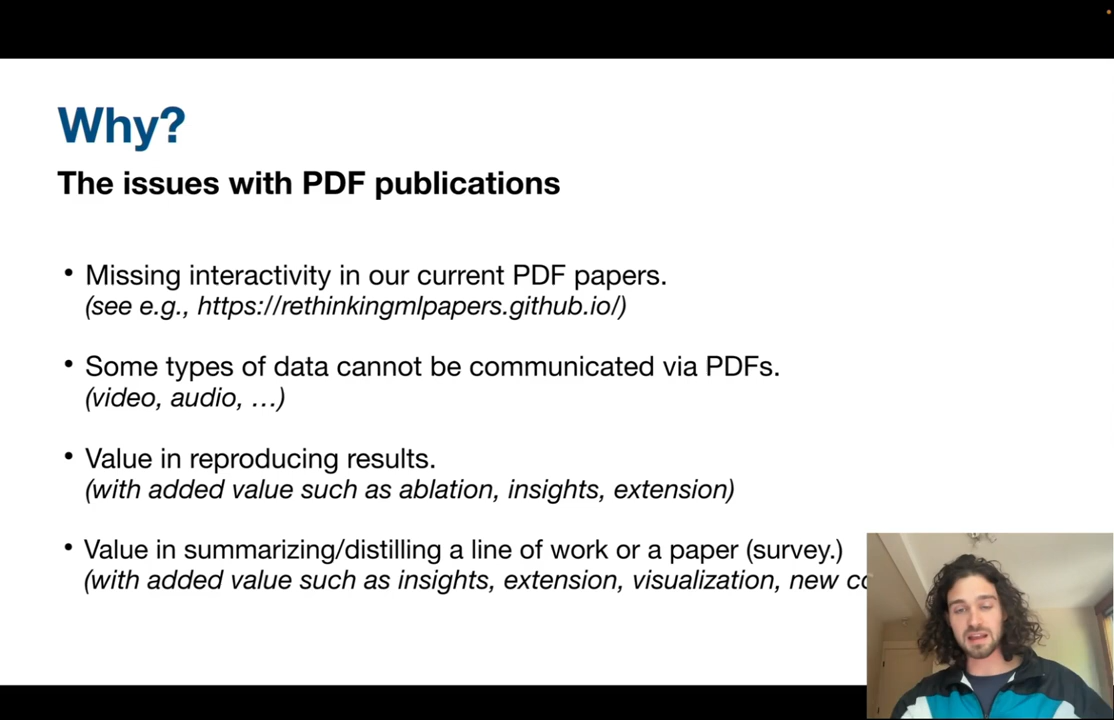 Why?
The issues with PDF publications
• Missing interactivity in our current PDF papers.
(see e.g., https://rethinkingmlpapers.github.io/)
• Some types of data cannot be communicated via PDFs.
(video, audio, …)
• Value in reproducing results.
(with added value such as ablation, insights, extension)
• Value in summarizing/distilling a line of work or a paper (survey.)
(with added value such as insights, extension, visualization, new